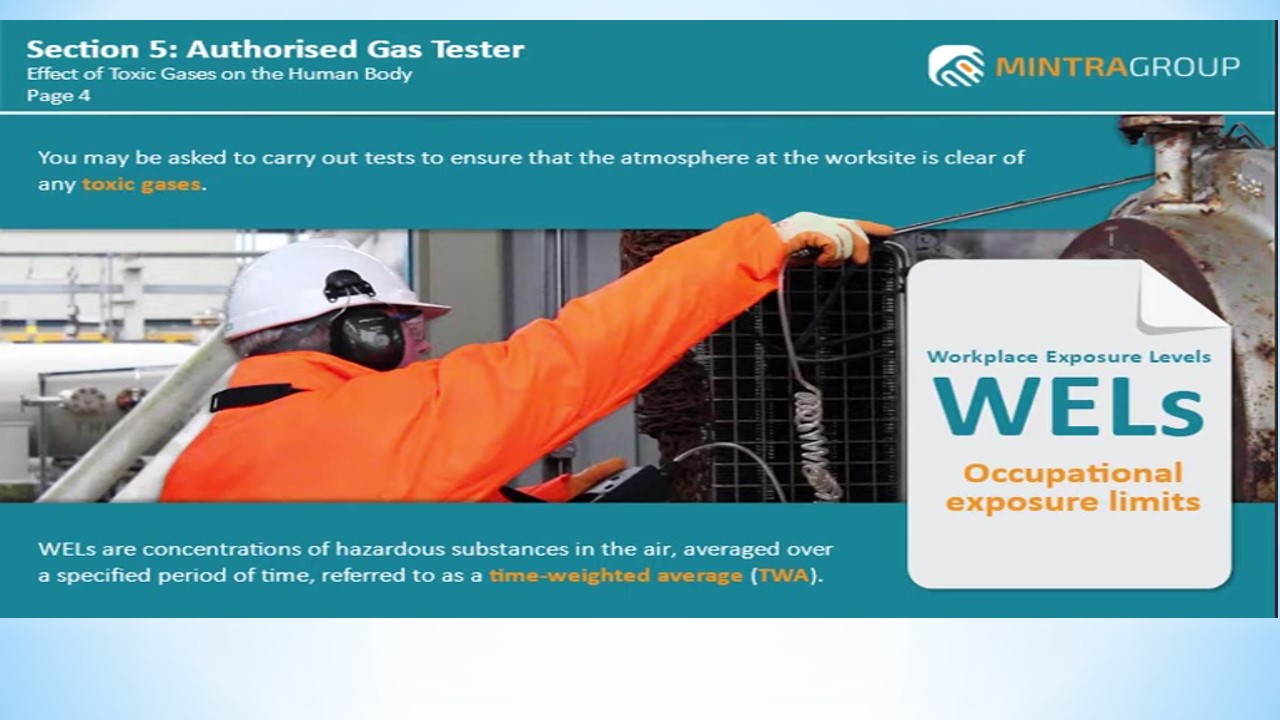 Section 5: Authorised Gas Tester
Effect of Toxic Gases on the Human Body
Page 4
MINTRAGROUP
You may be asked to carry out tests to ensure that the atmosphere at the worksite is clear of
any toxic gases.
Workplace Exposure Levels
WELs
Occupational
exposure limits
WELs are concentrations of hazardous substances in the air, averaged over
a specified period of time, referred to as a time-weighted average (TWA).